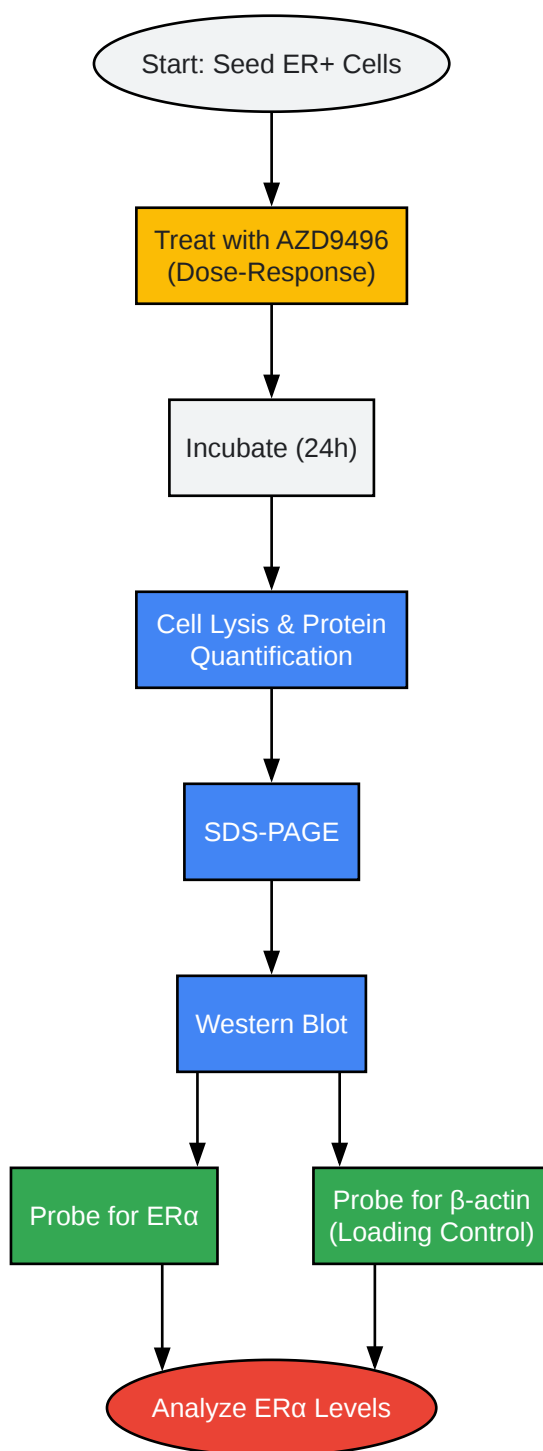 Start: Seed ER+ Cells
Treat with AZD9496
(Dose-Response)
Incubate (24h)
Cell Lysis & Protein
Quantification
SDS-PAGE
Western Blot
Probe for ERα
Probe for β-actin
(Loading Control)
Analyze ERα Levels